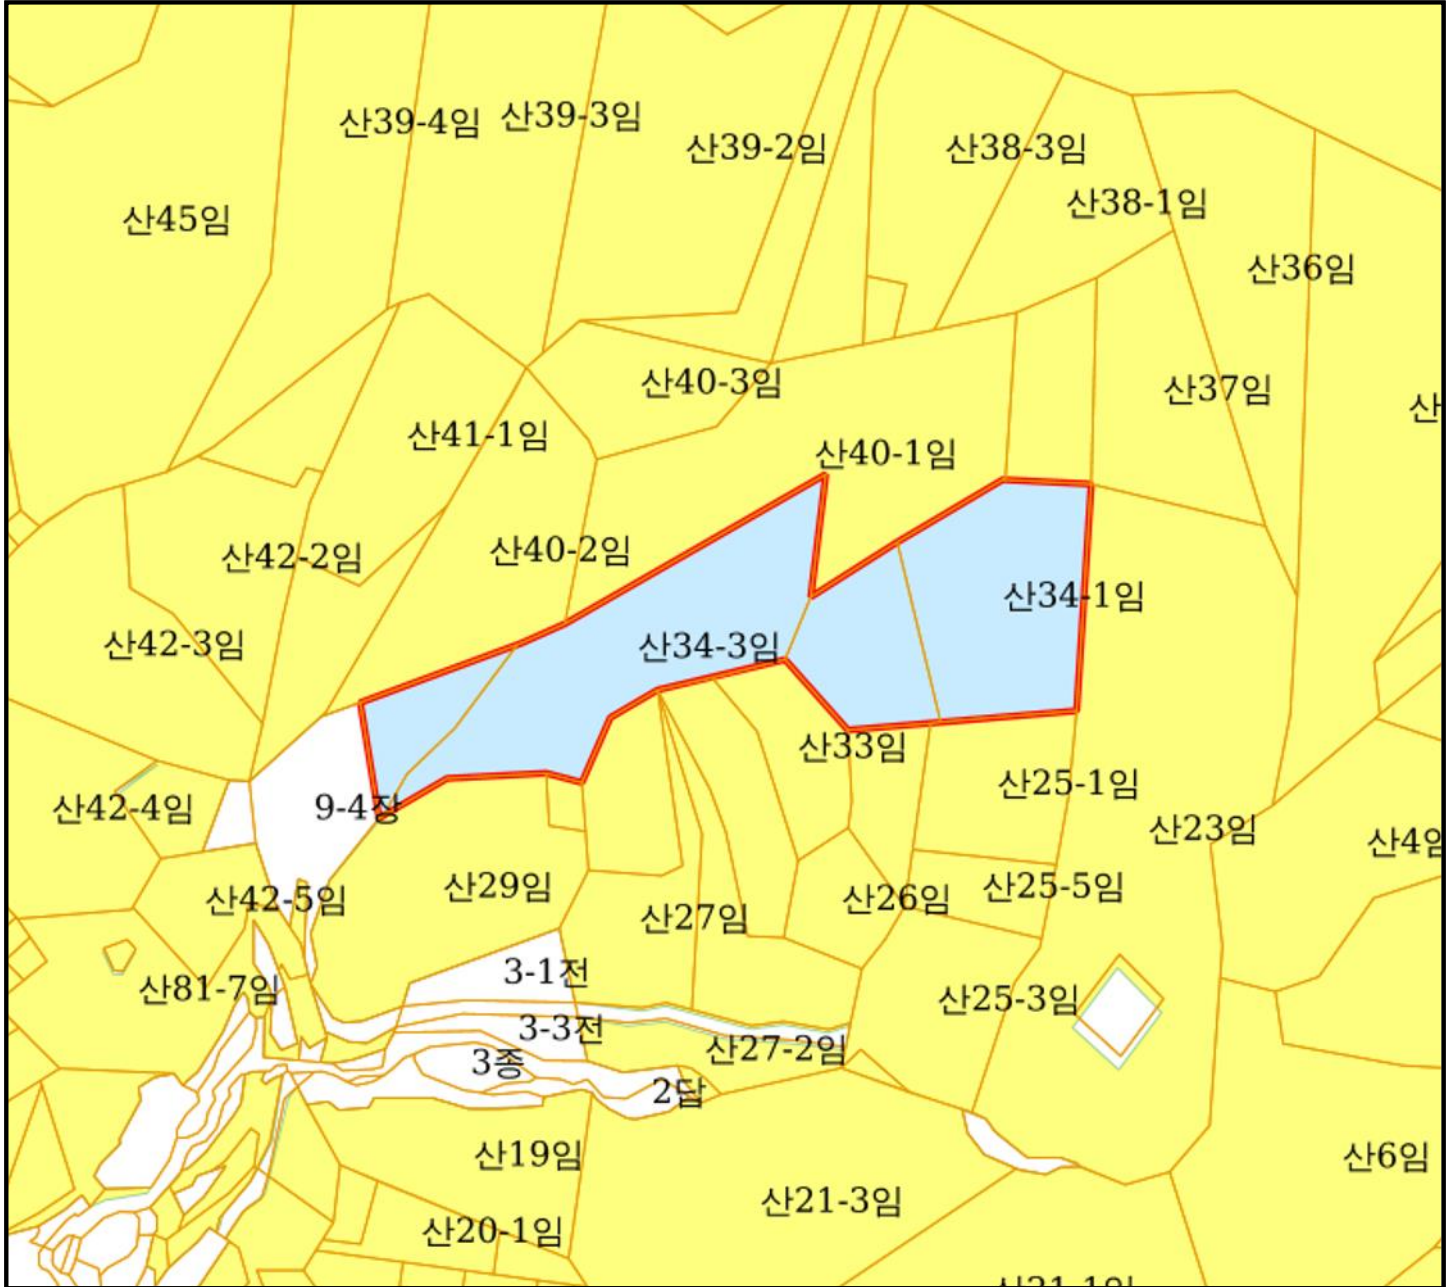 산39-4임
산39-3임
산39-2임
산38-3임
산38-1임
산45임
산36임
산40-3임
산37임
산
산41-1임
산40-1임
산42-2임
산40-2임
산34-1임
산42-3임
산34-3임
산33임
산25-1임
산42-4임
9-4장
산23임
산4임
산42-5임
산29임
산27임
산26임
산25-5임
산81-7임
3-1전
산25-3임
3-3전
3종
산27-2임
2답
산19임
산6임
산20-1임
산21-3임